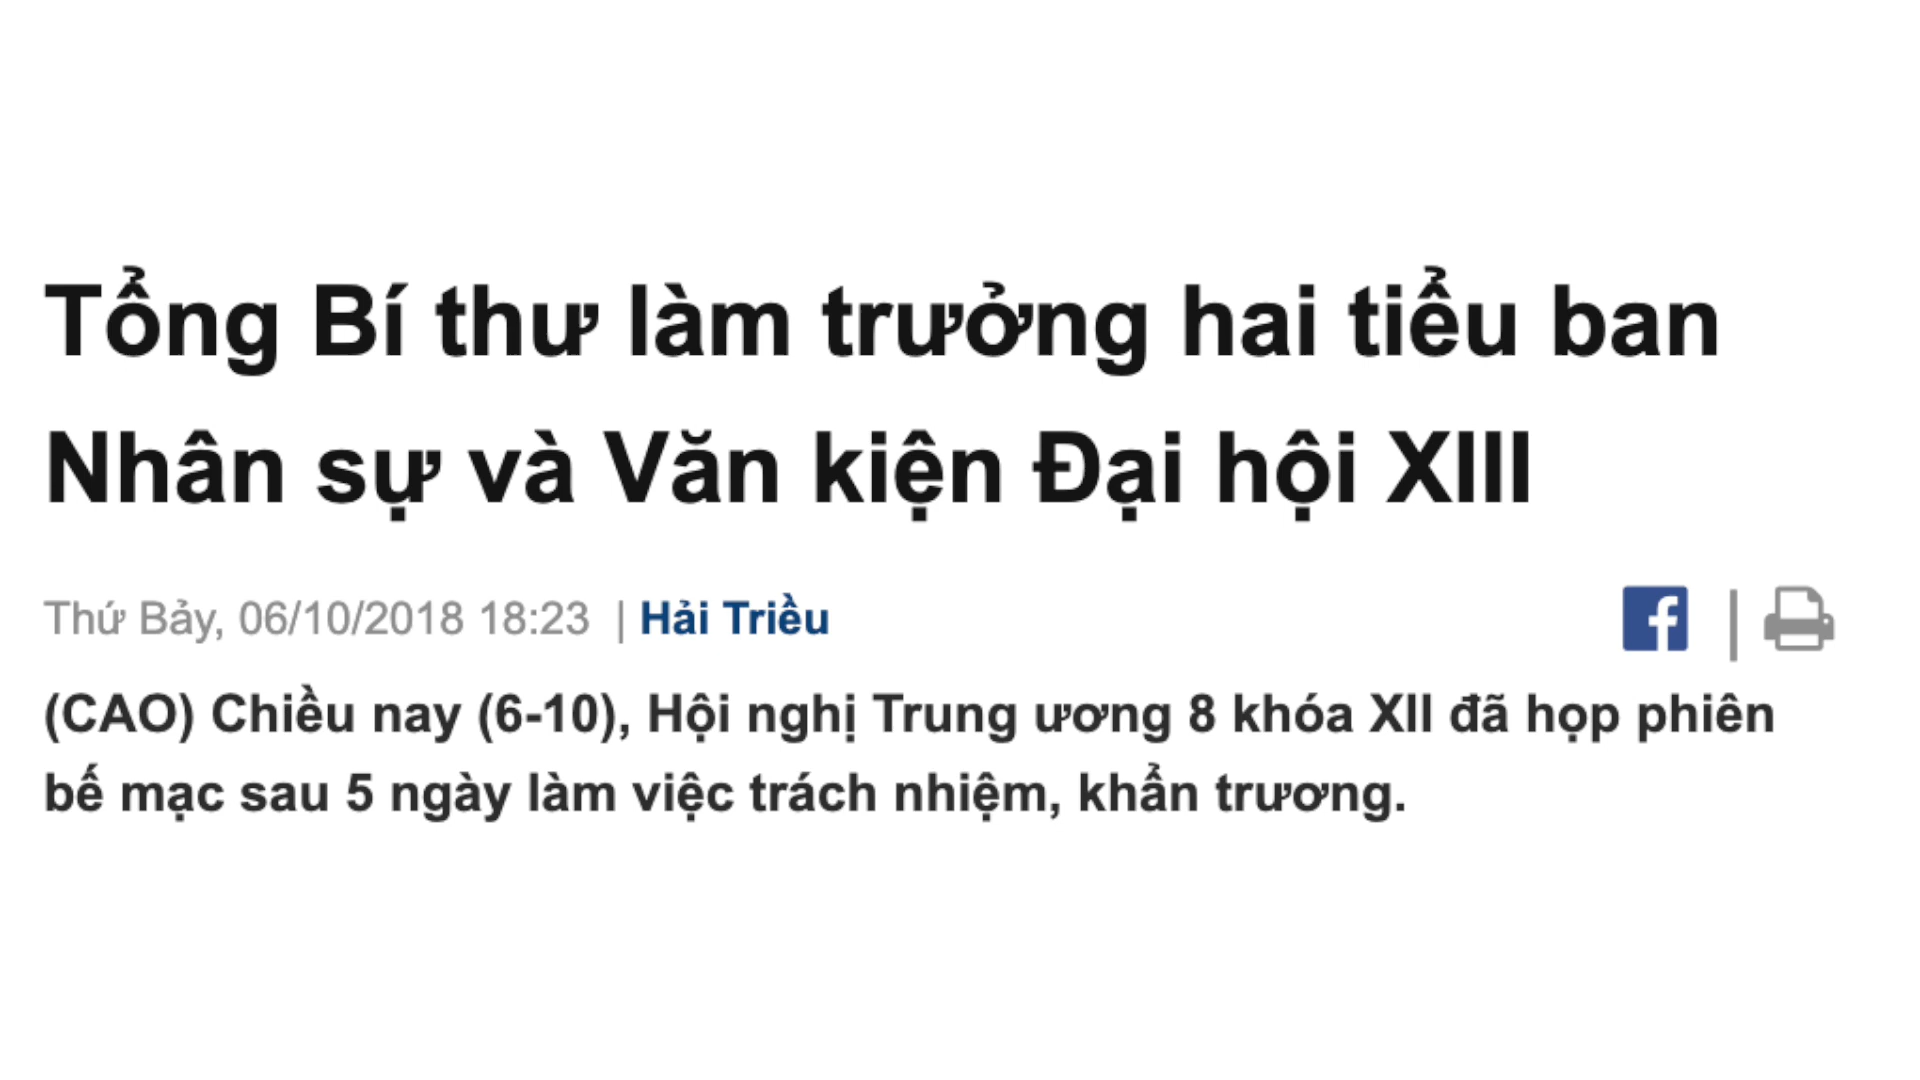 Tổng Bí thư làm trưởng hai tiểu ban
Nhân sự và Văn kiện Đại hội XIII
Thứ Bảy, 06/10/2018 18:23 | Hải Triều
(CAO) Chiều nay (6-10), Hội nghị Trung ương 8 khóa XII đã họp phiên
bế mạc sau 5 ngày làm việc trách nhiệm, khẩn trương.